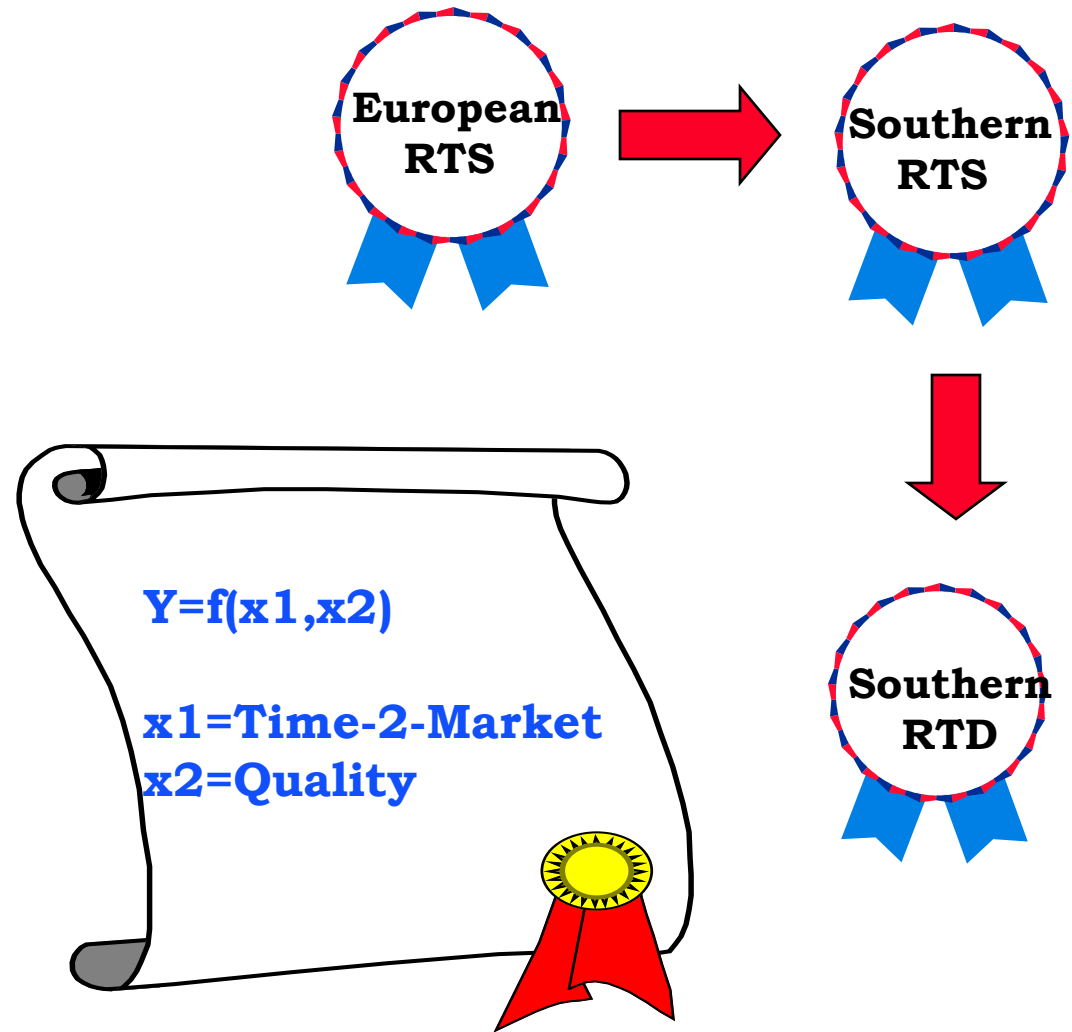 European
RTS
Southern
RTS
Y=f(x1,x2)
x1=Time-2-Market
x2=Quality
Southern
RTD